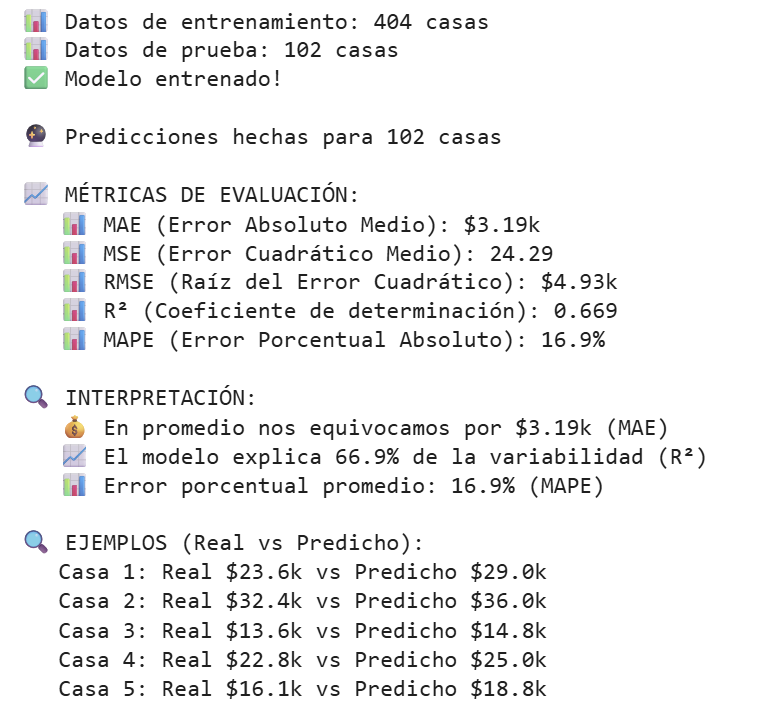 📊 Datos de entrenamiento: 404 casas
📊 Datos de prueba: 102 casas
✅ Modelo entrenado!
🔮 Predicciones hechas para 102 casas
📈 MÉTRICAS DE EVALUACIÓN:
📊 MAE (Error Absoluto Medio): $3.19k
📊 MSE (Error Cuadrático Medio): 24.29
📊 RMSE (Raíz del Error Cuadrático): $4.93k
📊 R² (Coeficiente de determinación): 0.669
📊 MAPE (Error Porcentual Absoluto): 16.9%
🔍 INTERPRETACIÓN:
💰 En promedio nos equivocamos por $3.19k (MAE)
📈 El modelo explica 66.9% de la variabilidad (R²)
📊 Error porcentual promedio: 16.9% (MAPE)
🔍 EJEMPLOS (Real vs Predicho):
Casa 1: Real $23.6k vs Predicho $29.0k
Casa 2: Real $32.4k vs Predicho $36.0k
Casa 3: Real $13.6k vs Predicho $14.8k
Casa 4: Real $22.8k vs Predicho $25.0k
Casa 5: Real $16.1k vs Predicho $18.8k